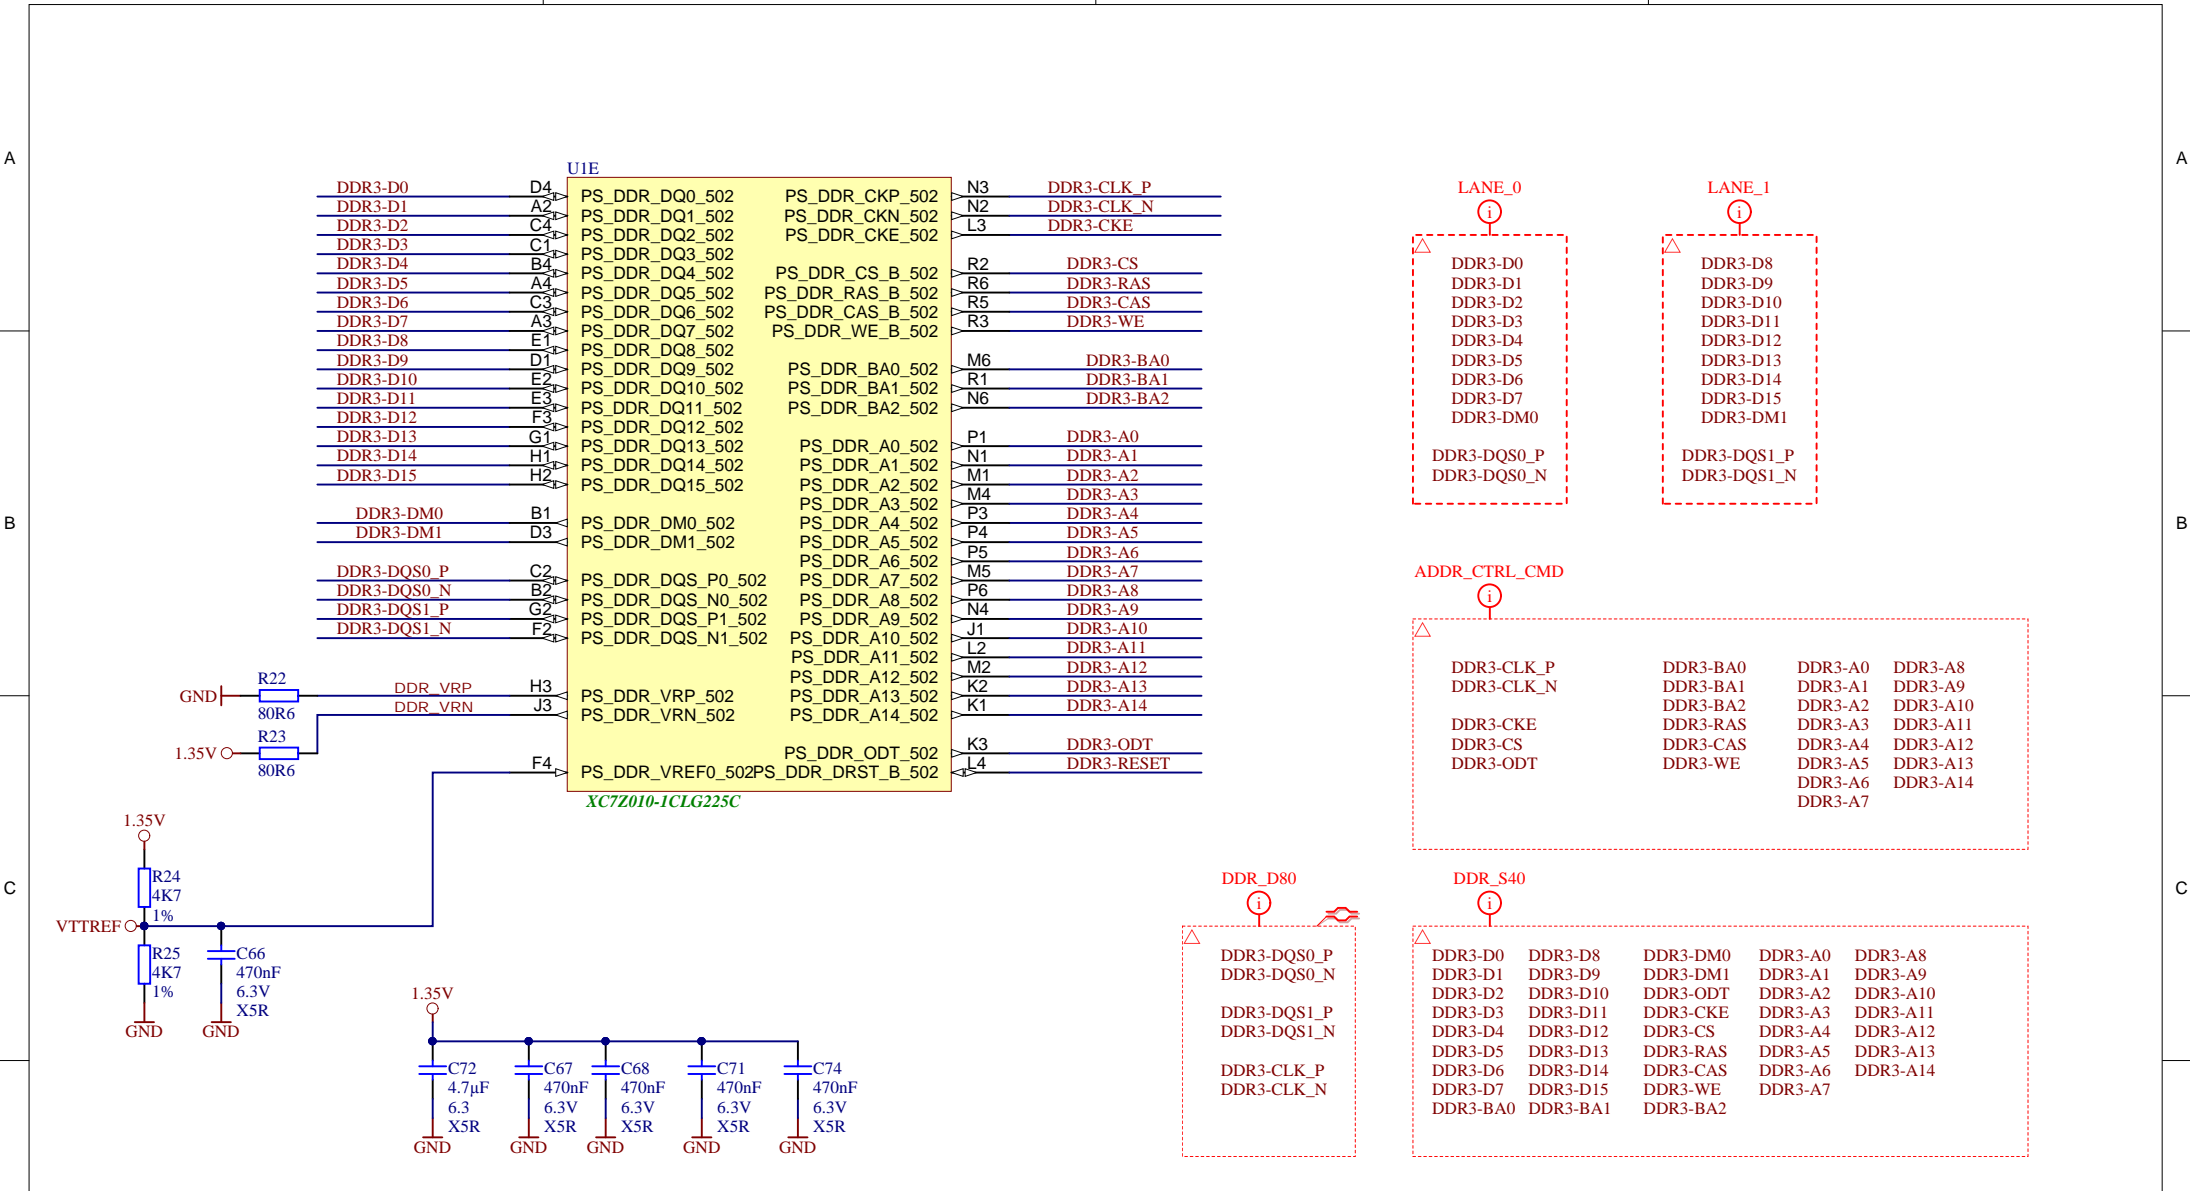 A
A
B
B
C
C
U1E
DDR3-D0 D4 PS_DDR_DQ0_502
DDR3-D1 A2 PS_DDR_DQ1_502
DDR3-D2 C4 PS_DDR_DQ2_502
DDR3-D3 C1 PS_DDR_DQ3_502
DDR3-D4 B4 PS_DDR_DQ4_502
DDR3-D5 A4 PS_DDR_DQ5_502
DDR3-D6 C3 PS_DDR_DQ6_502
DDR3-D7 A3 PS_DDR_DQ7_502
DDR3-D8 E1 PS_DDR_DQ8_502
DDR3-D9 D1 PS_DDR_DQ9_502
DDR3-D10 E2 PS_DDR_DQ10_502
DDR3-D11 E3 PS_DDR_DQ11_502
DDR3-D12 F3 PS_DDR_DQ12_502
DDR3-D13 G1 PS_DDR_DQ13_502
DDR3-D14 H1 PS_DDR_DQ14_502
DDR3-D15 H2 PS_DDR_DQ15_502
DDR3-DM0 B1 PS_DDR_DM0_502
DDR3-DM1 D3 PS_DDR_DM1_502
DDR3-DQS0_P C2 PS_DDR_DQS_P0_502
DDR3-DQS0_N B2 PS_DDR_DQS_N0_502
DDR3-DQS1_P G2 PS_DDR_DQS_P1_502
DDR3-DQS1_N F2 PS_DDR_DQS_N1_502
DDR_VRP H3 PS_DDR_VRP_502
DDR_VRN J3 PS_DDR_VRN_502
F4 PS_DDR_VREF0_502
PS_DDR_CKP_502 N3 DDR3-CLK_P
PS_DDR_CKN_502 N2 DDR3-CLK_N
PS_DDR_CKE_502 L3 DDR3-CKE
PS_DDR_CS_B_502 R2 DDR3-CS
PS_DDR_RAS_B_502 R6 DDR3-RAS
PS_DDR_CAS_B_502 R5 DDR3-CAS
PS_DDR_WE_B_502 R3 DDR3-WE
PS_DDR_BA0_502 M6 DDR3-BA0
PS_DDR_BA1_502 R1 DDR3-BA1
PS_DDR_BA2_502 N6 DDR3-BA2
PS_DDR_A0_502 P1 DDR3-A0
PS_DDR_A1_502 N1 DDR3-A1
PS_DDR_A2_502 M1 DDR3-A2
PS_DDR_A3_502 M4 DDR3-A3
PS_DDR_A4_502 P3 DDR3-A4
PS_DDR_A5_502 P4 DDR3-A5
PS_DDR_A6_502 P5 DDR3-A6
PS_DDR_A7_502 M5 DDR3-A7
PS_DDR_A8_502 P6 DDR3-A8
PS_DDR_A9_502 N4 DDR3-A9
PS_DDR_A10_502 J1 DDR3-A10
PS_DDR_A11_502 L2 DDR3-A11
PS_DDR_A12_502 M2 DDR3-A12
PS_DDR_A13_502 K2 DDR3-A13
PS_DDR_A14_502 K1 DDR3-A14
PS_DDR_ODT_502 K3 DDR3-ODT
PS_DDR_DRST_B_502 L4 DDR3-RESET
XC7Z010-1CLG225C
R22
GND
80R6
R23
1.35V
80R6
1.35V
R24
4K7
1%
VTTREF
R25
4K7
1%
GND
C66
470nF
6.3V
X5R
GND
1.35V
C72
4.7µF
6.3
X5R
GND
C67
470nF
6.3V
X5R
GND
C68
470nF
6.3V
X5R
GND
C71
470nF
6.3V
X5R
GND
C74
470nF
6.3V
X5R
GND
LANE_0
i
DDR3-D0
DDR3-D1
DDR3-D2
DDR3-D3
DDR3-D4
DDR3-D5
DDR3-D6
DDR3-D7
DDR3-DM0
DDR3-DQS0_P
DDR3-DQS0_N
LANE_1
i
DDR3-D8
DDR3-D9
DDR3-D10
DDR3-D11
DDR3-D12
DDR3-D13
DDR3-D14
DDR3-D15
DDR3-DM1
DDR3-DQS1_P
DDR3-DQS1_N
ADDR_CTRL_CMD
i
DDR3-CLK_P DDR3-BA0 DDR3-A0 DDR3-A8
DDR3-CLK_N DDR3-BA1 DDR3-A1 DDR3-A9
DDR3-BA2 DDR3-A2 DDR3-A10
DDR3-CKE DDR3-RAS DDR3-A3 DDR3-A11
DDR3-CS DDR3-CAS DDR3-A4 DDR3-A12
DDR3-ODT DDR3-WE DDR3-A5 DDR3-A13
DDR3-A6 DDR3-A14
DDR3-A7
DDR_D80
i
DDR3-DQS0_P
DDR3-DQS0_N
DDR3-DQS1_P
DDR3-DQS1_N
DDR3-CLK_P
DDR3-CLK_N
DDR_S40
i
DDR3-D0 DDR3-D8 DDR3-DM0 DDR3-A0 DDR3-A8
DDR3-D1 DDR3-D9 DDR3-DM1 DDR3-A1 DDR3-A9
DDR3-D2 DDR3-D10 DDR3-ODT DDR3-A2 DDR3-A10
DDR3-D3 DDR3-D11 DDR3-CKE DDR3-A3 DDR3-A11
DDR3-D4 DDR3-D12 DDR3-CS DDR3-A4 DDR3-A12
DDR3-D5 DDR3-D13 DDR3-RAS DDR3-A5 DDR3-A13
DDR3-D6 DDR3-D14 DDR3-CAS DDR3-A6 DDR3-A14
DDR3-D7 DDR3-D15 DDR3-WE DDR3-A7
DDR3-BA0 DDR3-BA1 DDR3-BA2